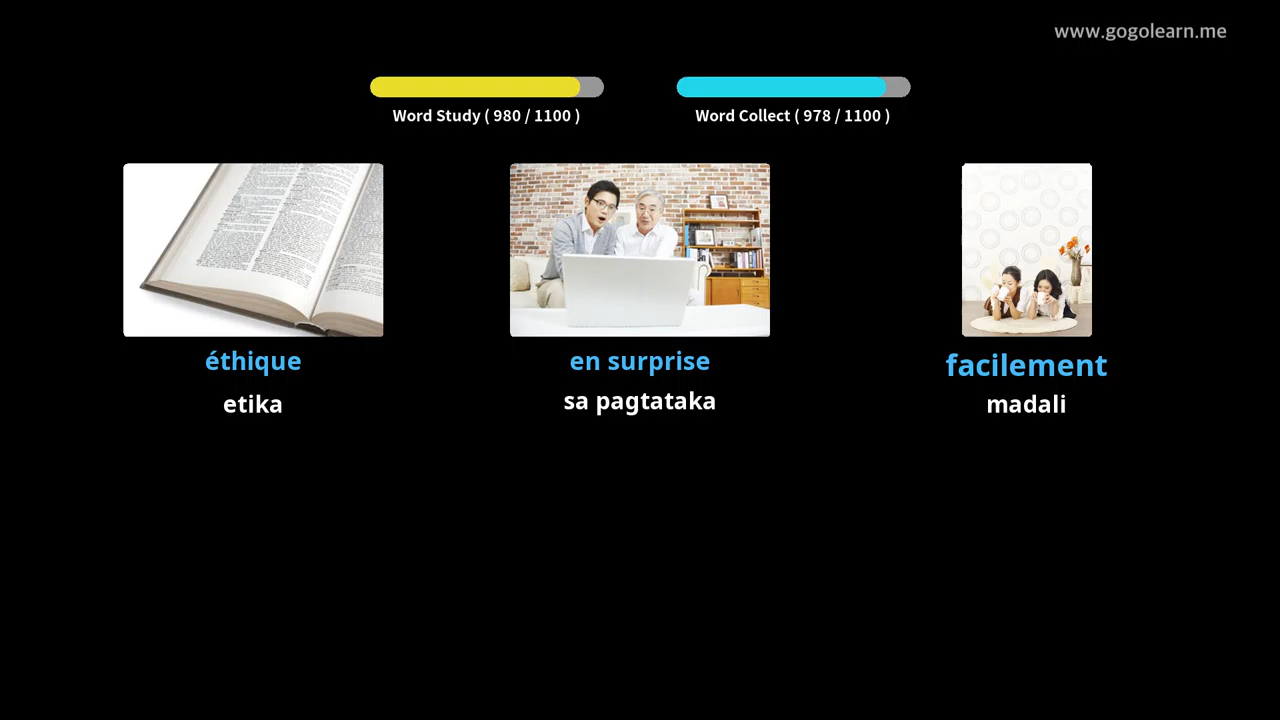 www.gogolearn.me
Word Study ( 980 / 1100 )
Word Collect ( 978 / 1100 )
éthique
etika
en surprise
sa pagtataka
facilement
madali